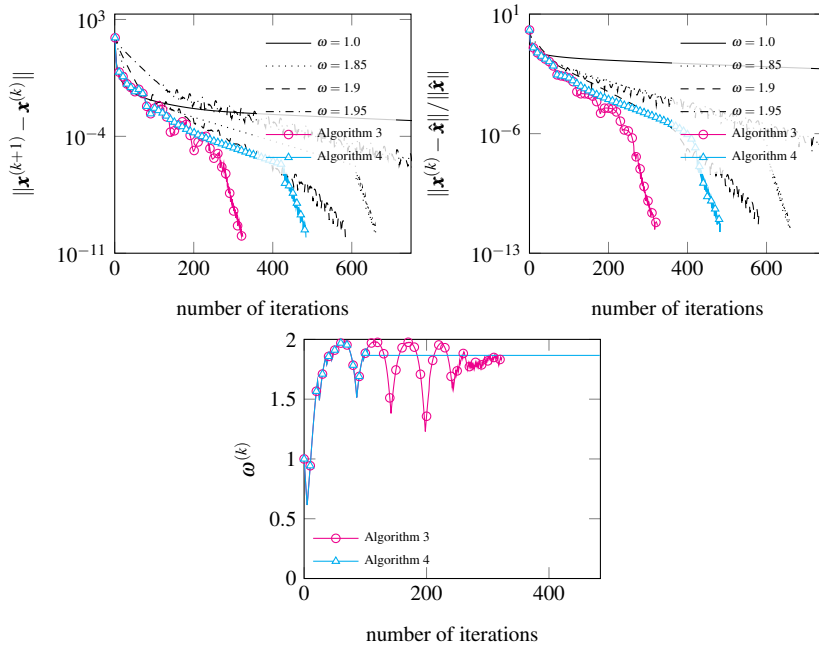 10^3
10^{-4}
10^{-11}
0
200
400
600
ω = 1.0
ω = 1.85
ω = 1.9
ω = 1.95
Algorithm 3
Algorithm 4
‖x^{(k+1)} − x^{(k)}‖
number of iterations
10^1
10^{-6}
10^{-13}
0
200
400
600
ω = 1.0
ω = 1.85
ω = 1.9
ω = 1.95
Algorithm 3
Algorithm 4
‖x^{(k)} − x̂‖/‖x̂‖
number of iterations
2
1.5
1
0.5
0
0
200
400
ω^{(k)}
Algorithm 3
Algorithm 4
number of iterations